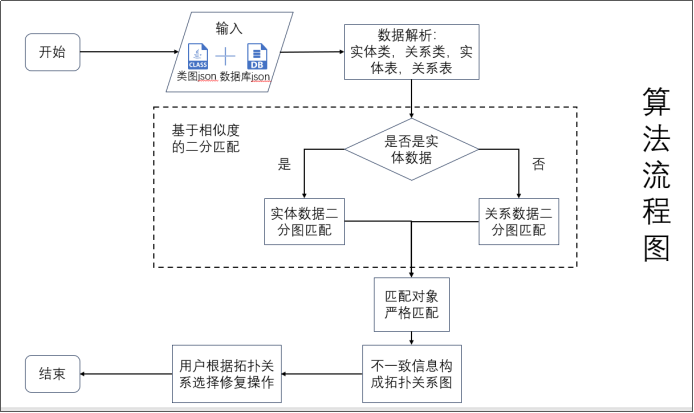 开始
输入
CLASS
DB
类图json 数据库json
数据解析：
实体类，关系类，实
体表，关系表
算法流程图
基于相似度
的二分匹配
是否是实
体数据
是
否
实体数据二
分图匹配
关系数据二
分图匹配
匹配对象
严格匹配
不一致信息构
成拓扑关系图
用户根据拓扑关
系选择修复操作
结束